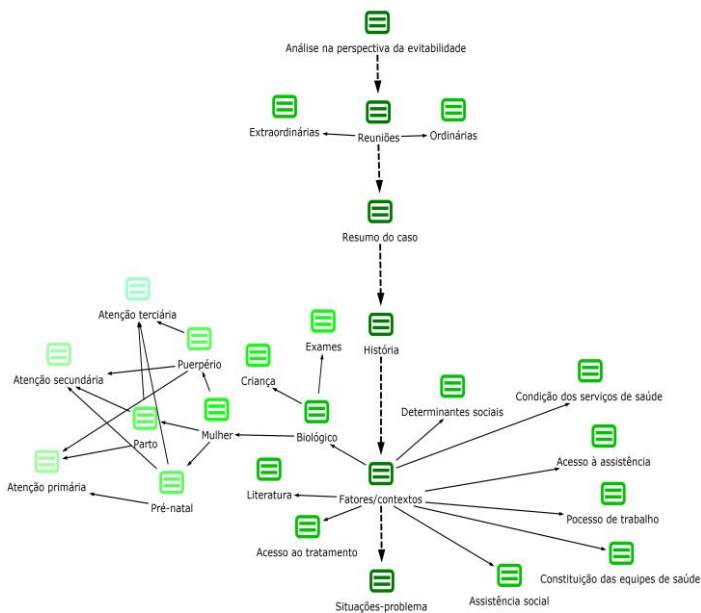 Análise na perspectiva da evitabilidade
Extraordinárias
Reuniões
Ordinárias
Resumo do caso
Atenção terciária
História
Exames
Puerpério
Atenção secundária
Criança
Condição dos serviços de saúde
Determinantes sociais
Parto
Mulher
Biológico
Acesso à assistência
Atenção primária
Literatura
Fatores/contextos
Pré-natal
Pocesso de trabalho
Acesso ao tratamento
Constituição das equipes de saúde
Assistência social
Situações-problema